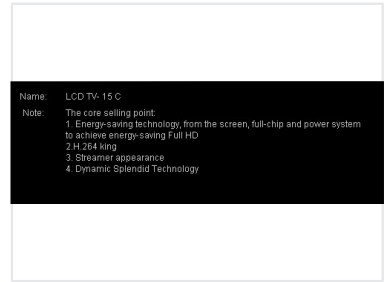 Name: LCD TV- 15 C
Note: The core selling point:
1. Energy-saving technology, from the screen, full-chip and power system
to achieve energy-saving Full HD
2.H.264 king
3. Streamer appearance
4. Dynamic Splendid Technology